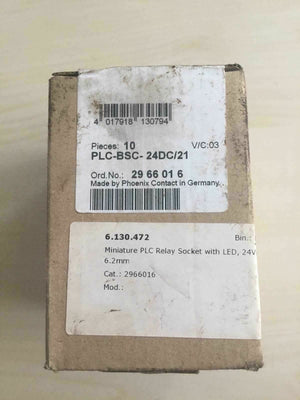 4 017918 130794
Pieces: 10 V/C:03
PLC-BSC- 24DC/21
Ord.No.: 29 66 01 6
Made by Phoenix Contact in Germany.
6.130.472 Bin.:
Miniature PLC Relay Socket with LED, 24V
6.2mm
Cat.: 2966016
Mod.: